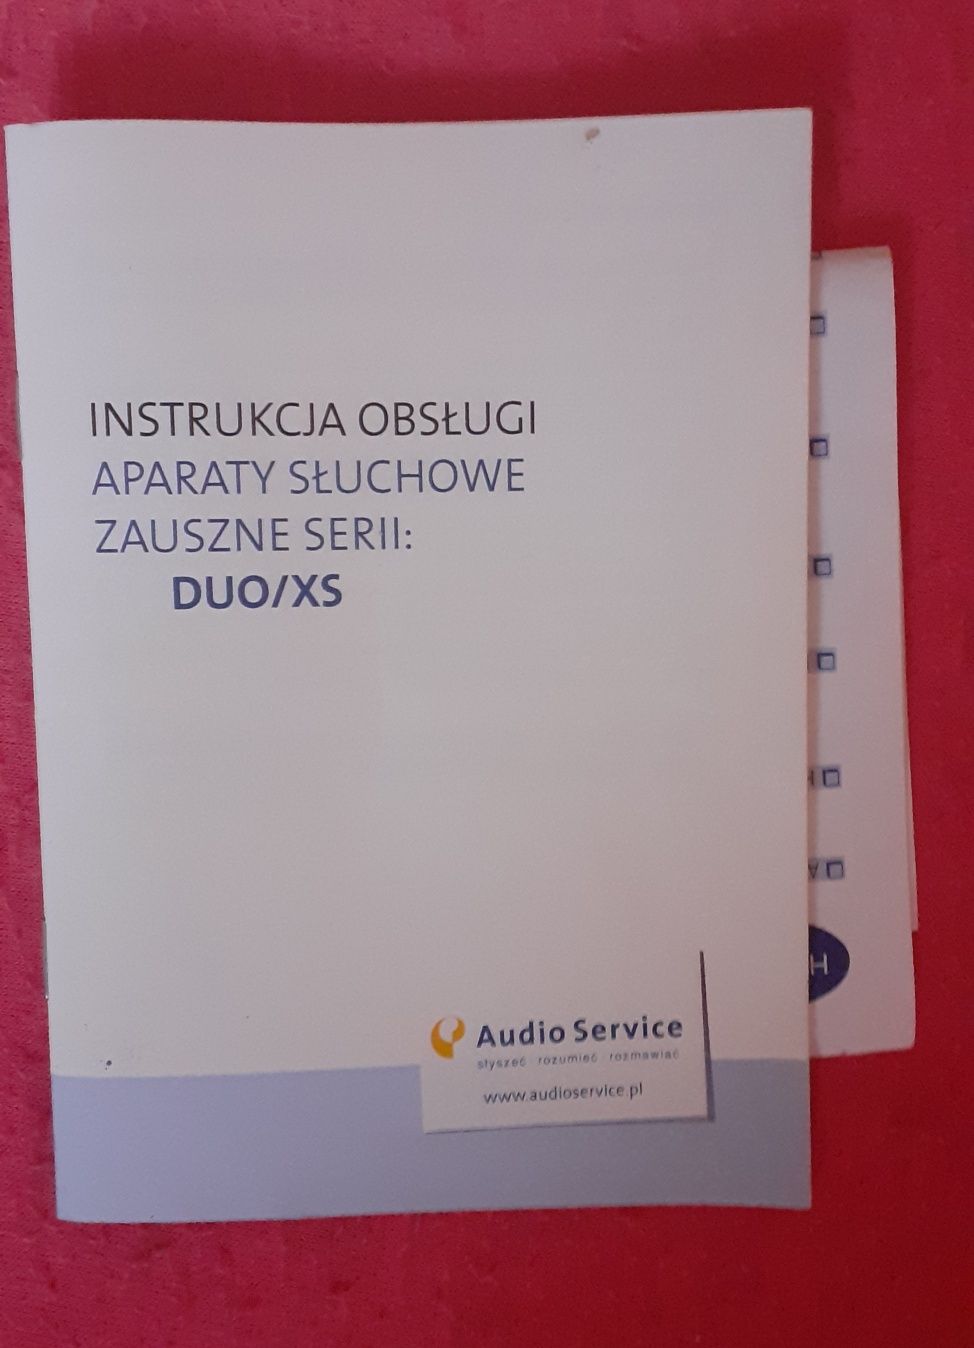 INSTRUKCJA OBSŁUGI
APARATY SŁUCHOWE
ZAUSZNE SERII:
DUO/XS
Audio Service
słyszeć · rozumieć · rozmawiać
www.audioservice.pl
H